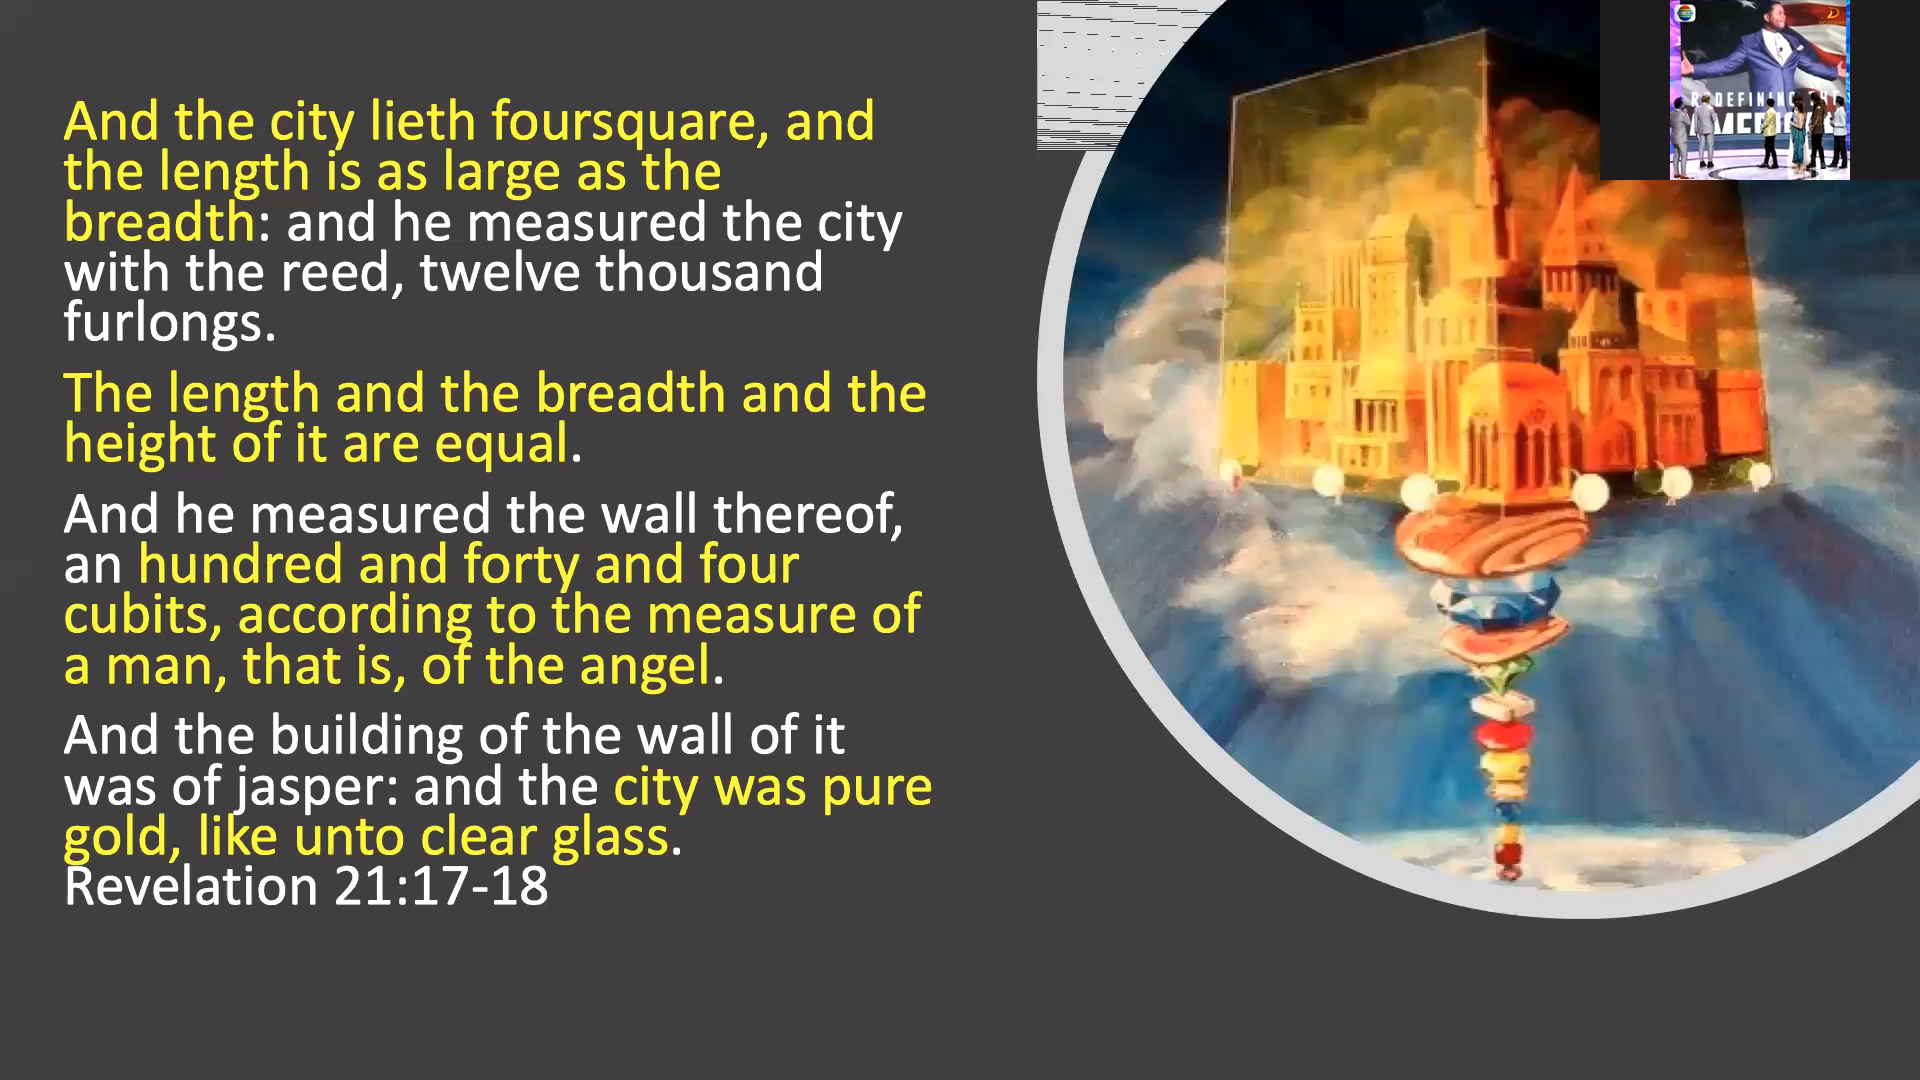 And the city lieth foursquare, and
the length is as large as the
breadth: and he measured the city
with the reed, twelve thousand
furlongs.
The length and the breadth and the
height of it are equal.
And he measured the wall thereof,
an hundred and forty and four
cubits, according to the measure of
a man, that is, of the angel.
And the building of the wall of it
was of jasper: and the city was pure
gold, like unto clear glass.
Revelation 21:17-18